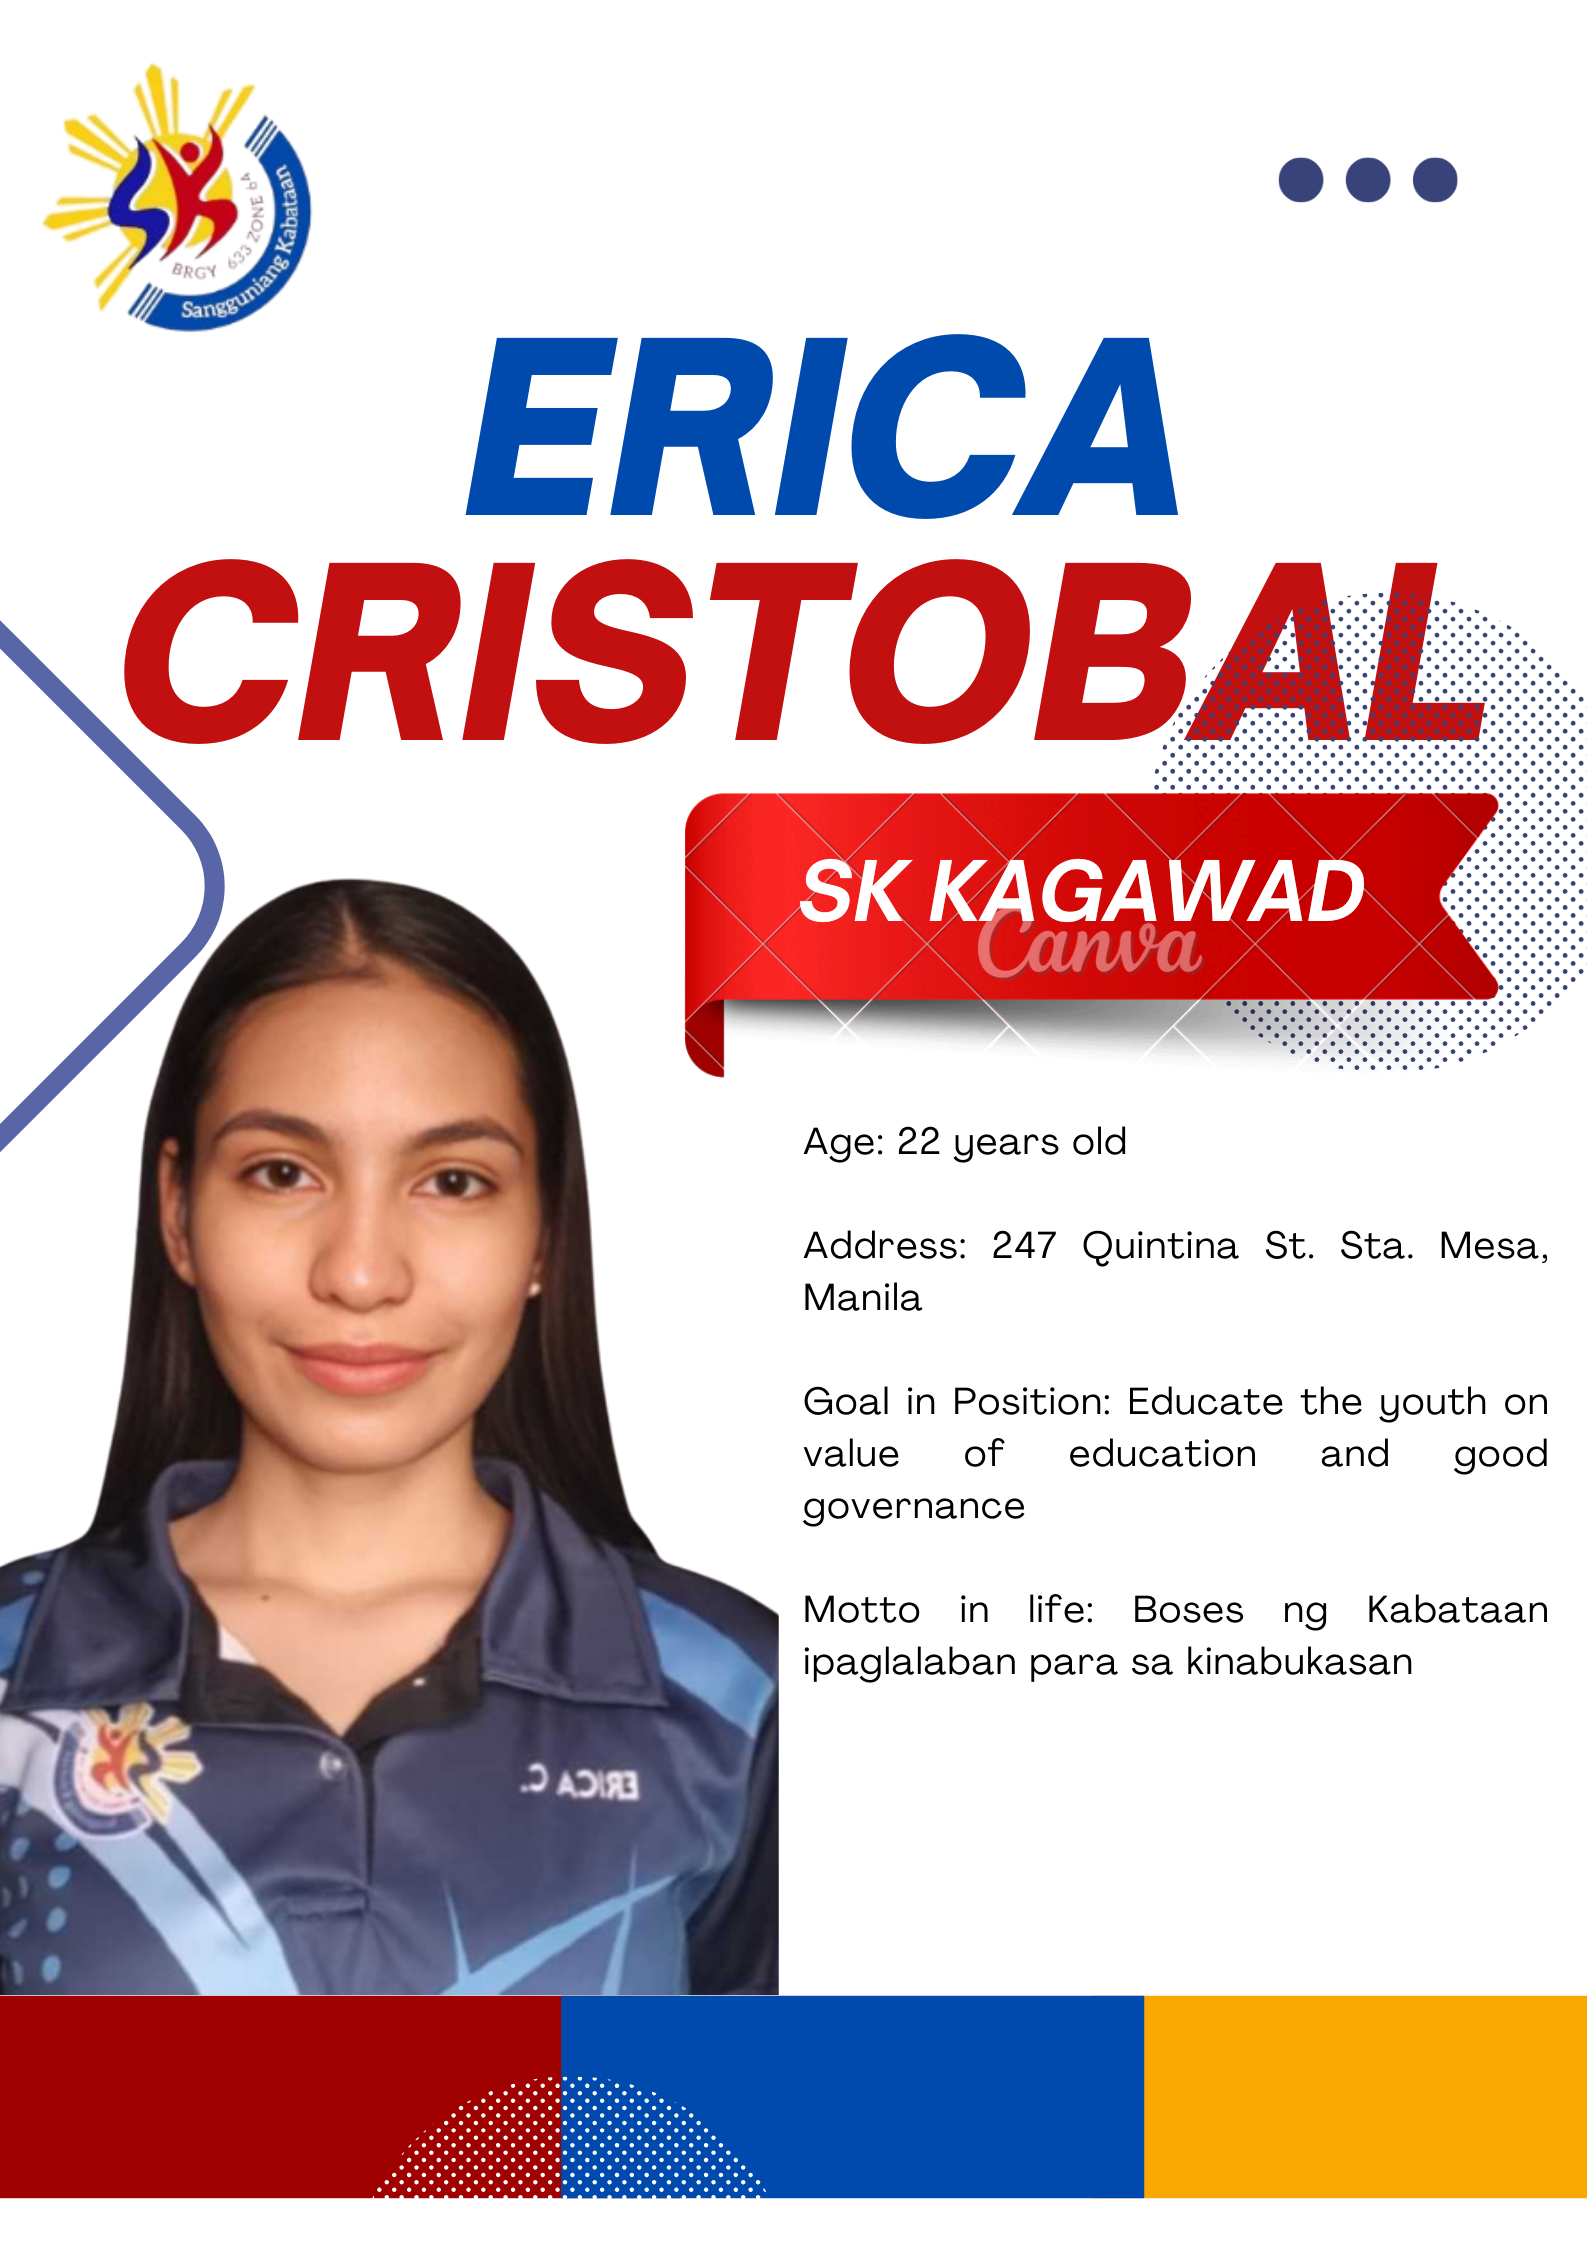 BRGY 633 ZONE 64
Sangguniang Kabataan
ERICA
CRISTOBAL
SK KAGAWAD
Canva
Age: 22 years old
Address: 247 Quintina St. Sta. Mesa,
Manila
Goal in Position: Educate the youth on
value of education and good
governance
Motto in life: Boses ng Kabataan
ipaglalaban para sa kinabukasan
ERICA C.